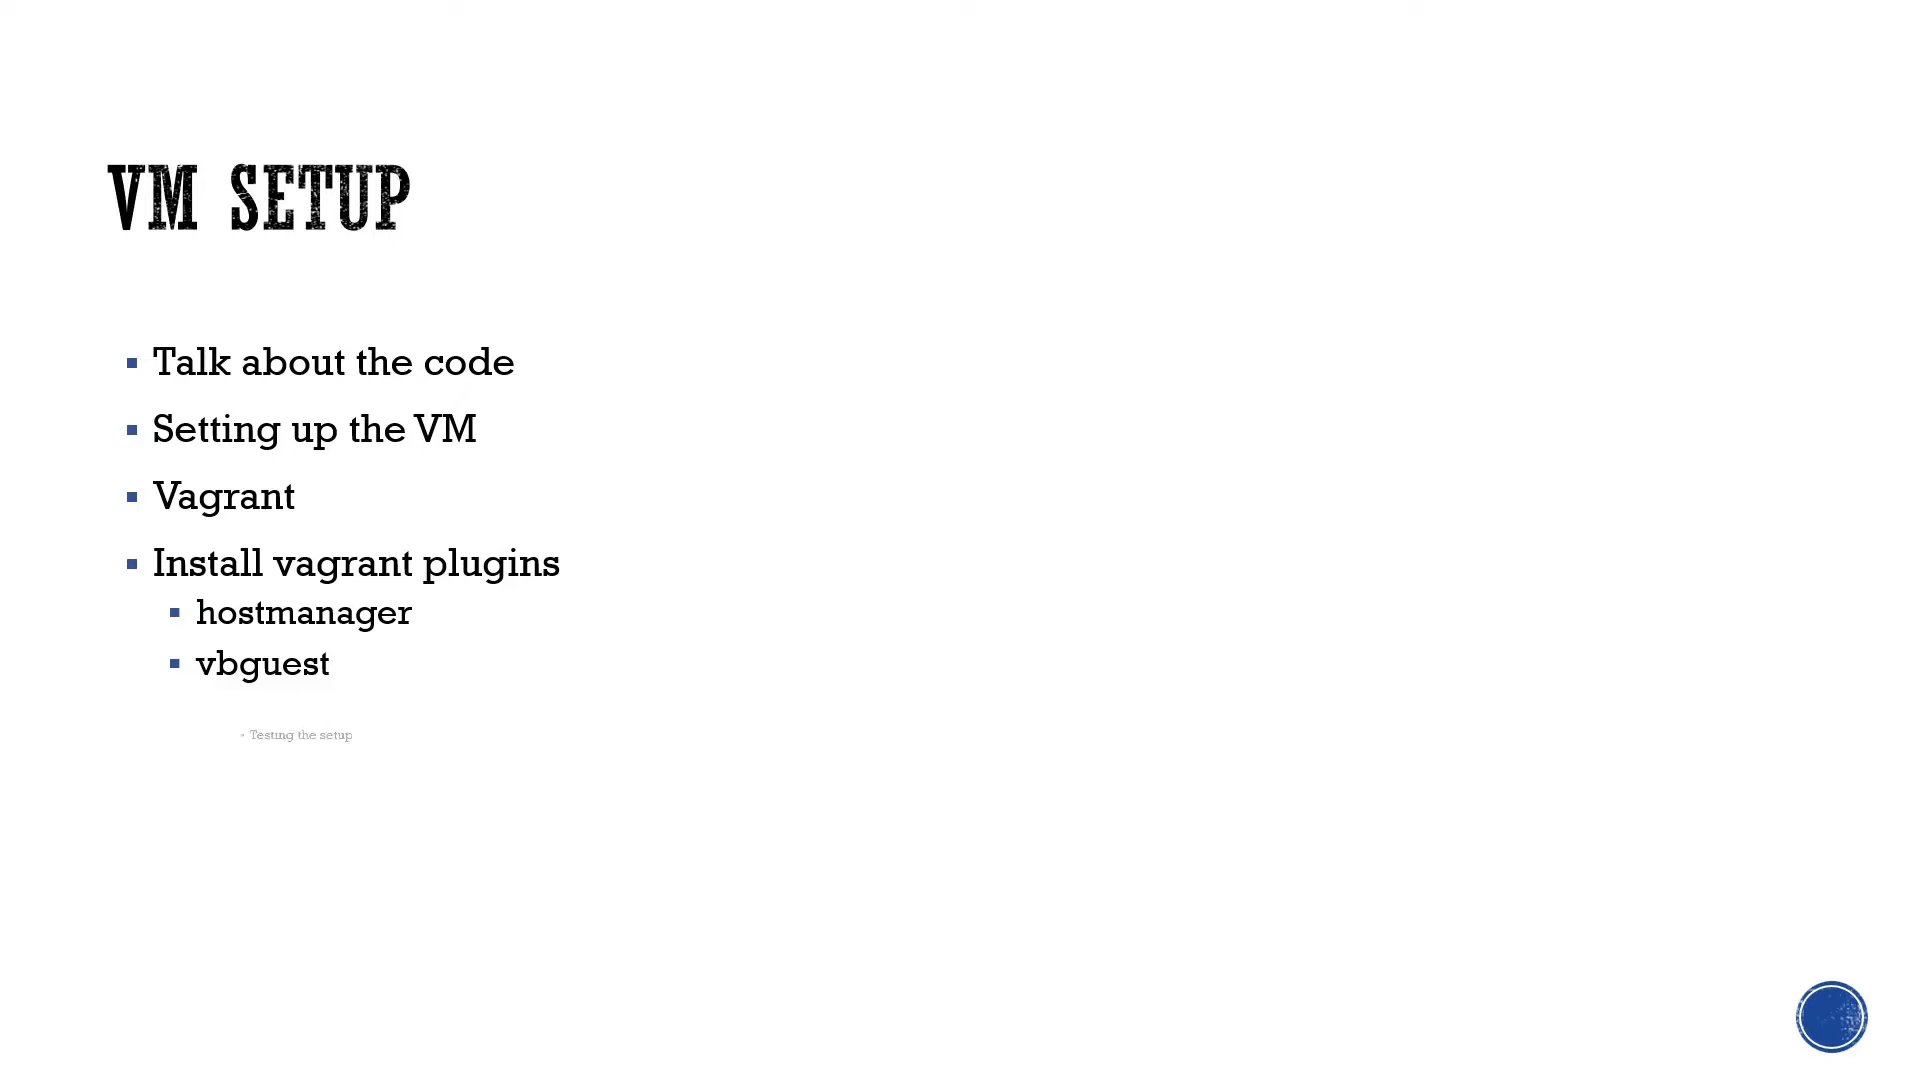 VM SETUP
Talk about the code
Setting up the VM
Vagrant
Install vagrant plugins
hostmanager
vbguest
Testing the setup